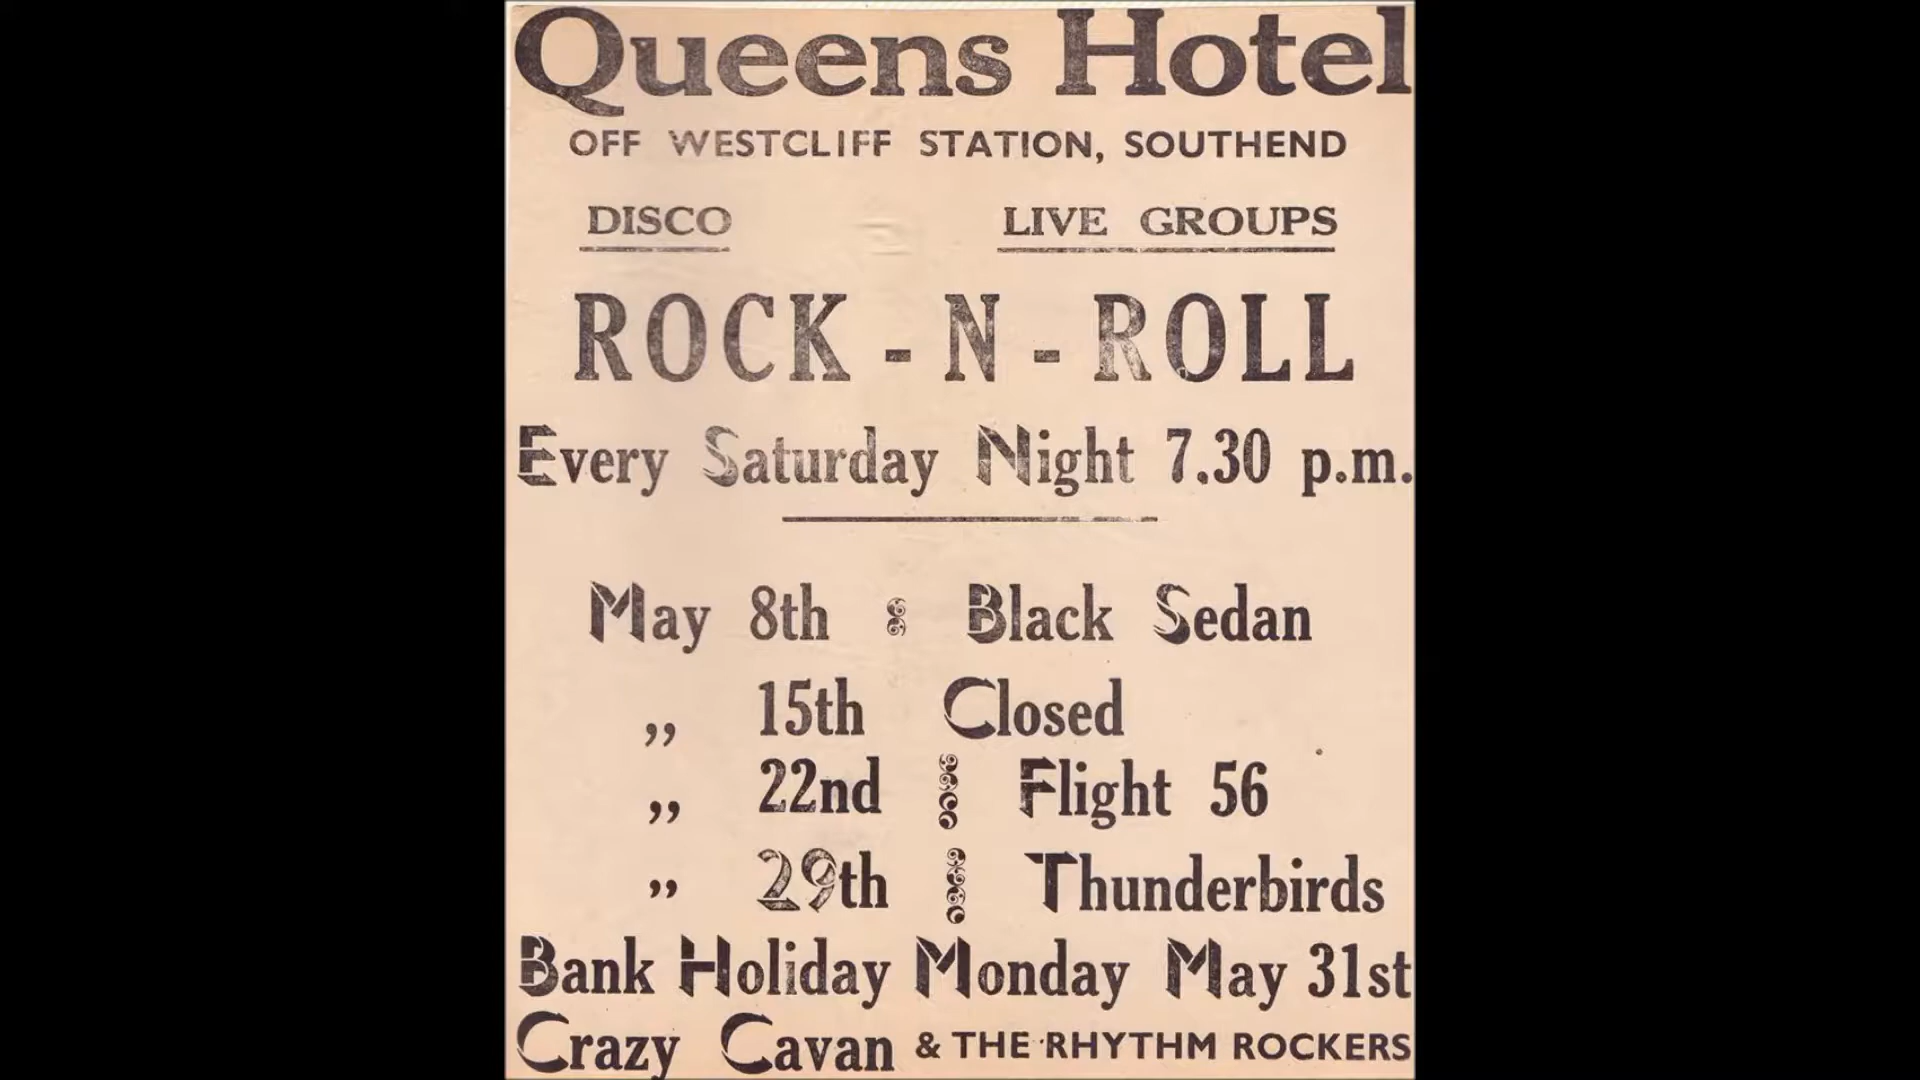 Queens Hotel
OFF WESTCLIFF STATION, SOUTHEND
DISCO LIVE GROUPS
ROCK - N - ROLL
Every Saturday Night 7.30 p.m.
May 8th Black Sedan
,, 15th Closed
,, 22nd Flight 56
,, 29th Thunderbirds
Bank Holiday Monday May 31st
Crazy Cavan & THE RHYTHM ROCKERS